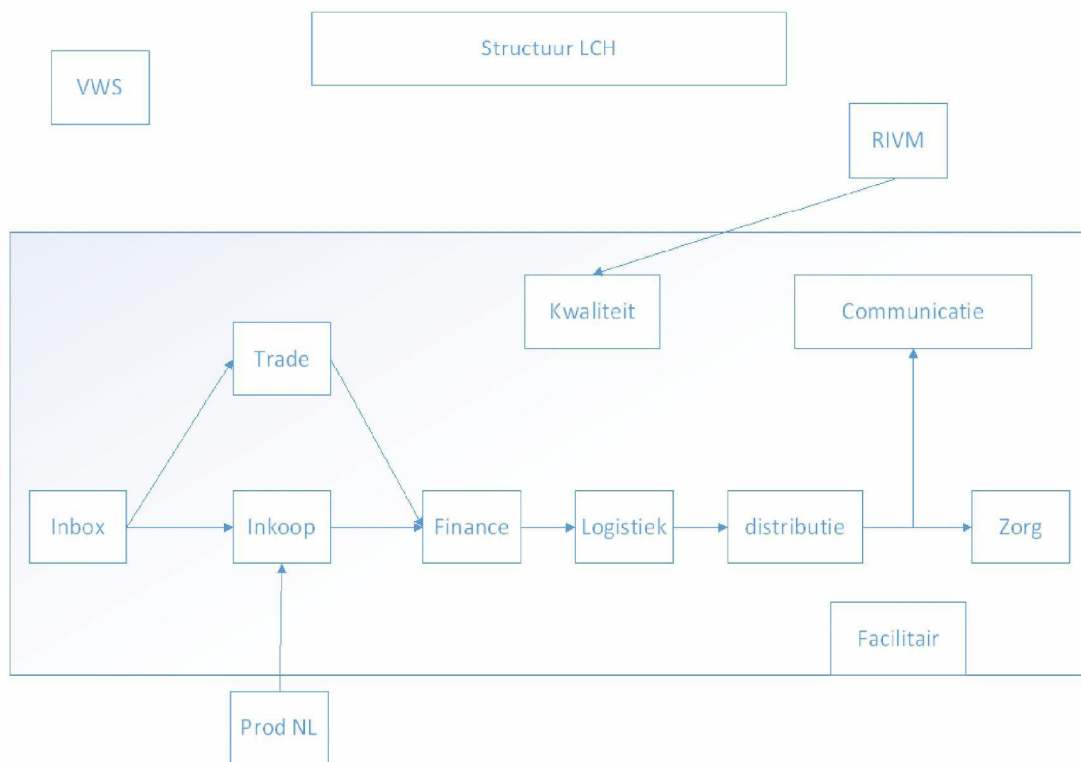 Structuur LCH
VWS
RIVM
Kwaliteit
Communicatie
Trade
Inbox
Inkoop
Finance
Logistiek
distributie
Zorg
Facilitair
Prod NL